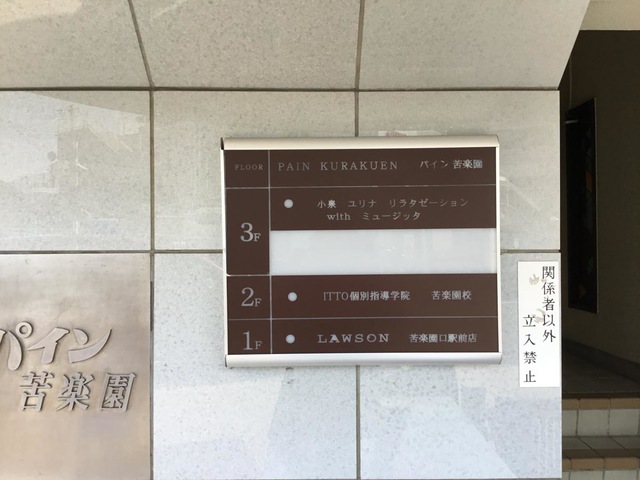 FLOOR PAIN KURAKUEN パイン苦楽園
3F
小泉 ユリナ リラタゼーション
with ミュージッタ
2F ITTO個別指導学院 苦楽園校
1F LAWSON 苦楽園口駅前店
関係者以外
立入禁止
パイン
苦楽園